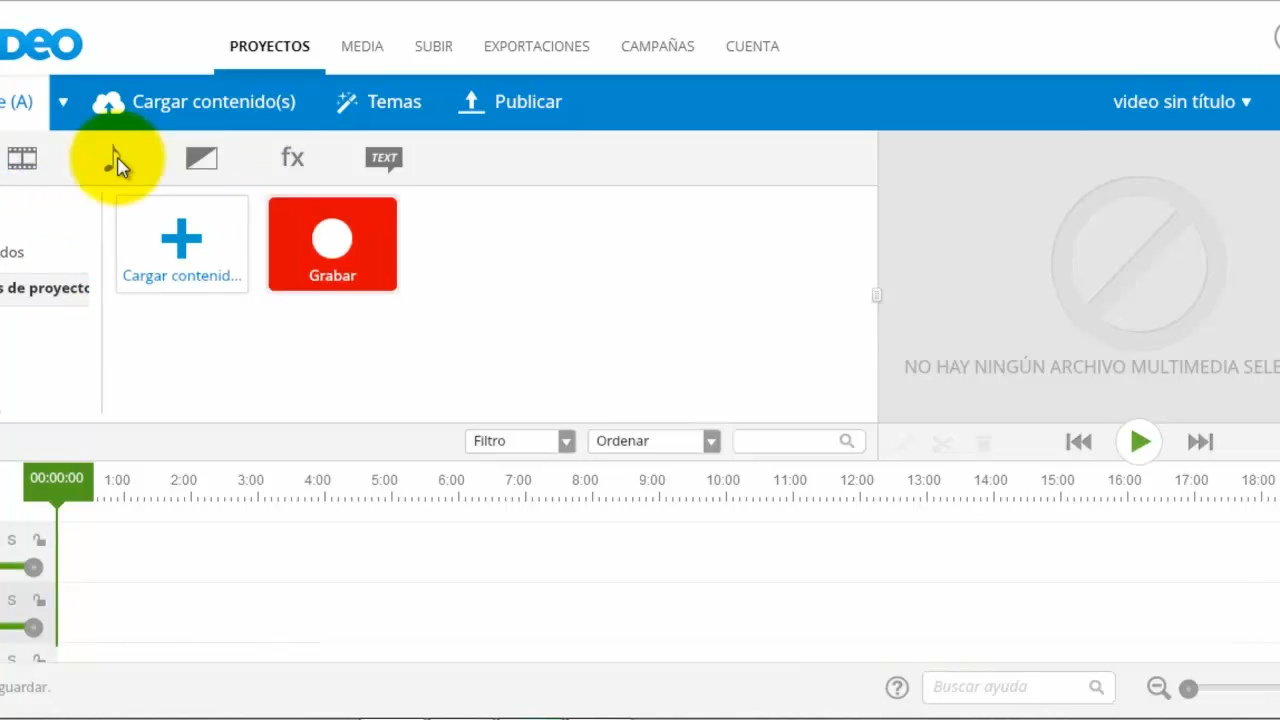 DEO
PROYECTOS MEDIA SUBIR EXPORTACIONES CAMPAÑAS CUENTA
e (A) Cargar contenido(s) Temas Publicar video sin título
fx TEXT
Cargar contenid... Grabar
dos
s de proyecto
NO HAY NINGÚN ARCHIVO MULTIMEDIA SELE
Filtro Ordenar
00:00:00 1:00 2:00 3:00 4:00 5:00 6:00 7:00 8:00 9:00 10:00 11:00 12:00 13:00 14:00 15:00 16:00 17:00 18:00
S
S
S
guardar. Buscar ayuda